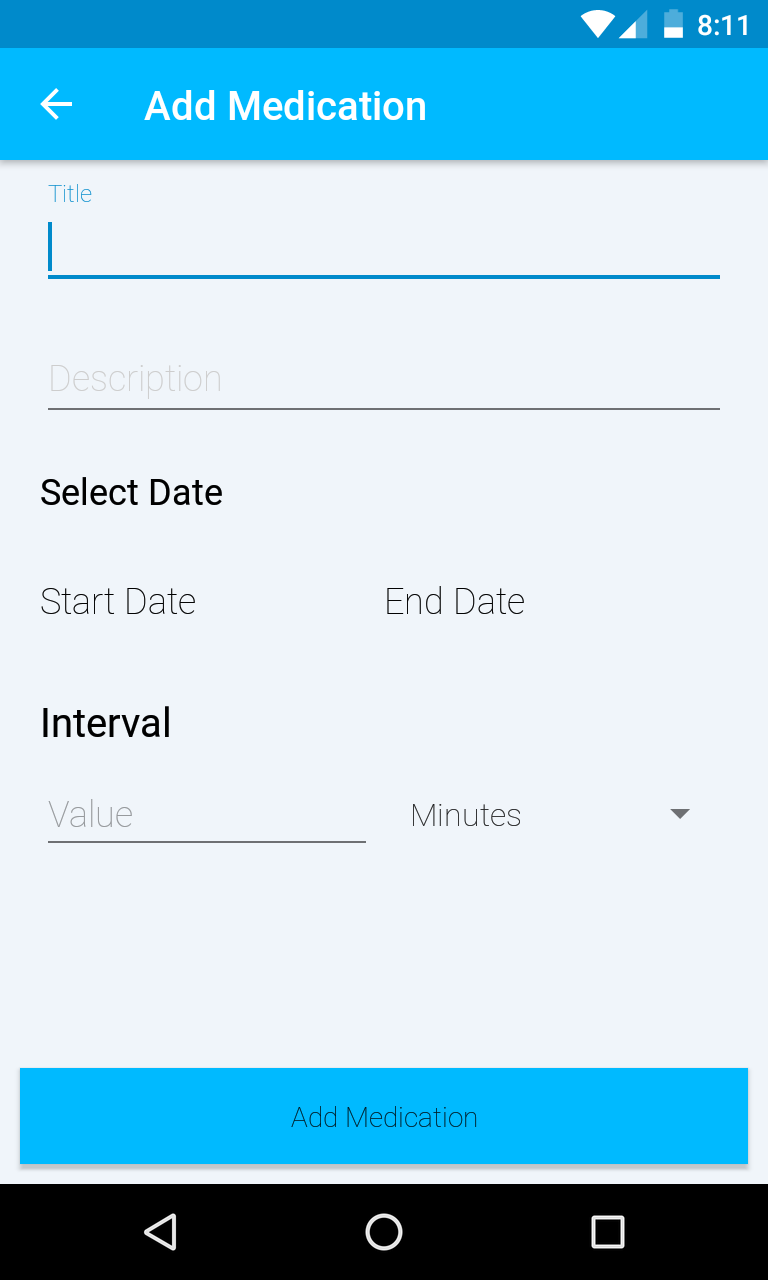 8:11
Add Medication
Title
Description
Select Date
Start Date End Date
Interval
Value Minutes
Add Medication